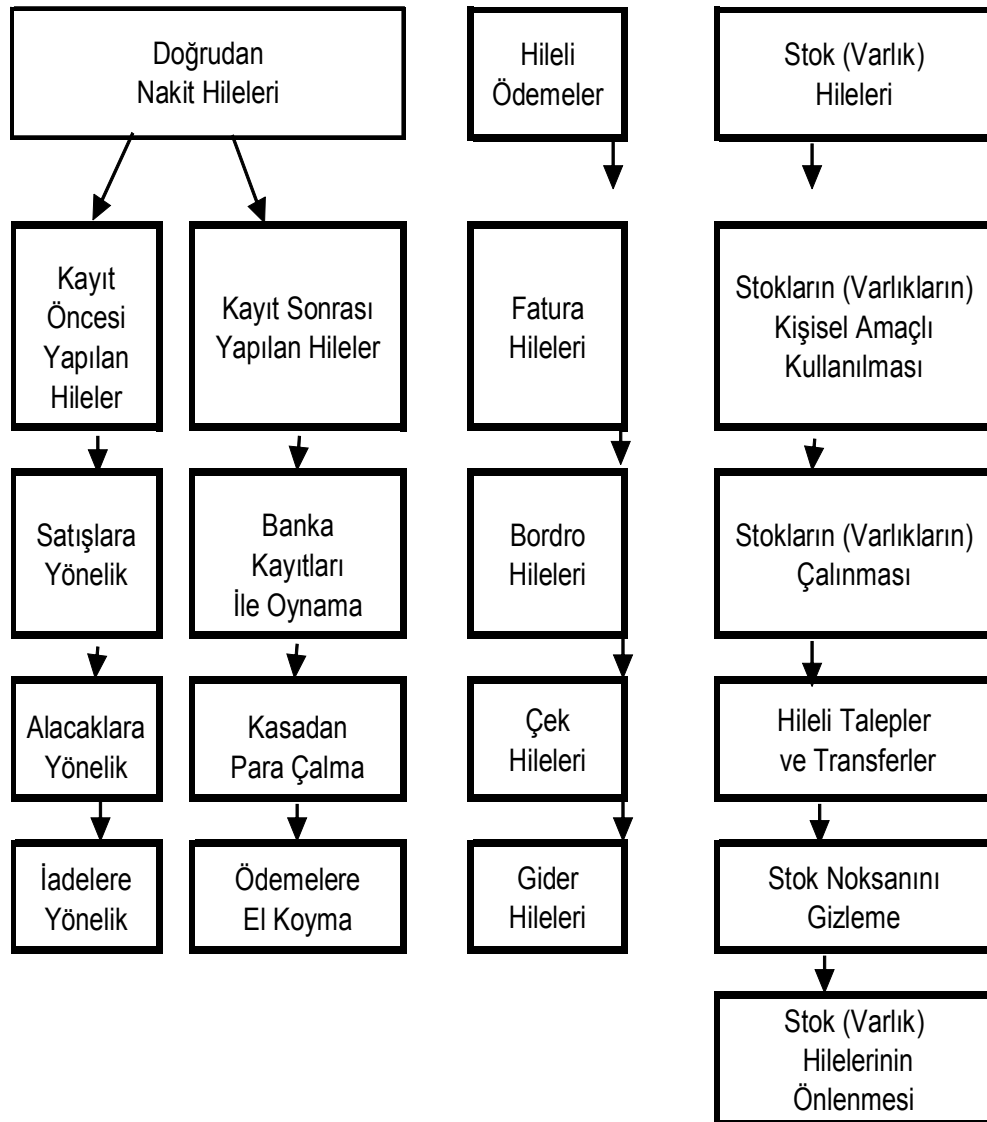 Doğrudan
Nakit Hileleri
Hileli
Ödemeler
Stok (Varlık)
Hileleri
Kayıt
Öncesi
Yapılan
Hileler
Kayıt Sonrası
Yapılan Hileler
Fatura
Hileleri
Stokların (Varlıkların)
Kişisel Amaçlı
Kullanılması
Satışlara
Yönelik
Banka
Kayıtları
İle Oynama
Bordro
Hileleri
Stokların (Varlıkların)
Çalınması
Alacaklara
Yönelik
Kasadan
Para Çalma
Çek
Hileleri
Hileli Talepler
ve Transferler
İadelere
Yönelik
Ödemelere
El Koyma
Gider
Hileleri
Stok Noksanını
Gizleme
Stok (Varlık)
Hilelerinin
Önlenmesi